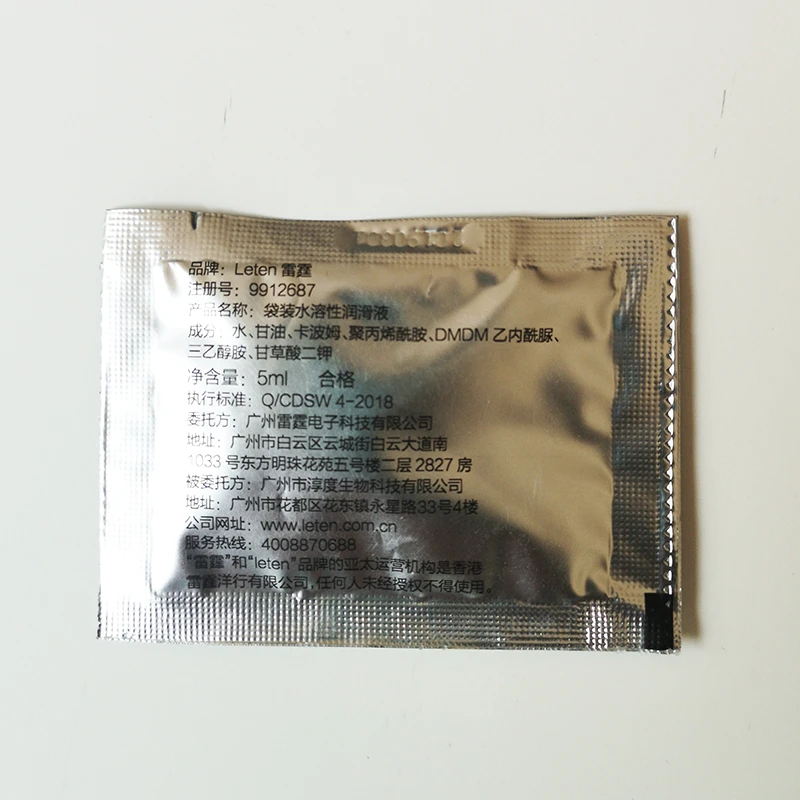 品牌：Leten 雷霆
注册号：9912687
产品名称：袋装水溶性润滑液
成分：水、甘油、卡波姆、聚丙烯酰胺、DMDM 乙内酰脲、
三乙醇胺、甘草酸二钾
净含量：5ml 合格
执行标准：Q/CDSW 4-2018
委托方：广州雷霆电子科技有限公司
地址：广州市白云区云城街白云大道南
1033 号东方明珠花苑五号楼二层 2827 房
被委托方：广州市淳度生物科技有限公司
地址：广州市花都区花东镇永星路33号4楼
公司网址：www.leten.com.cn
服务热线：4008870688
“雷霆”和“leten”品牌的亚太运营机构是香港
雷霆洋行有限公司,任何人未经授权不得使用。